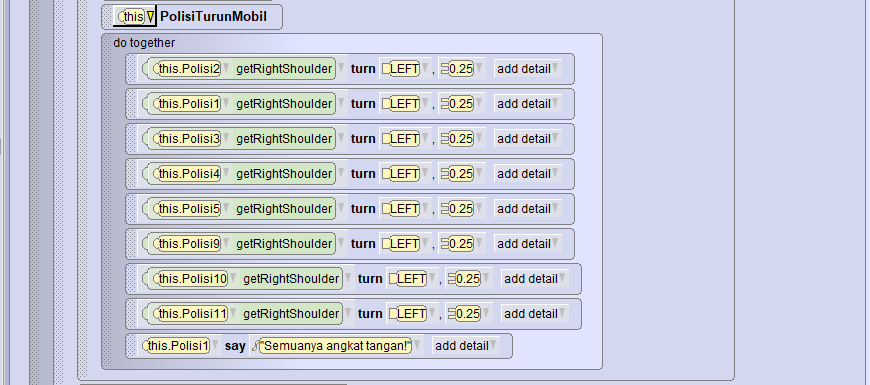 this PolisiTurunMobil
do together
this.Polisi2 getRightShoulder turn LEFT , 0.25 add detail
this.Polisi1 getRightShoulder turn LEFT , 0.25 add detail
this.Polisi3 getRightShoulder turn LEFT , 0.25 add detail
this.Polisi4 getRightShoulder turn LEFT , 0.25 add detail
this.Polisi5 getRightShoulder turn LEFT , 0.25 add detail
this.Polisi9 getRightShoulder turn LEFT , 0.25 add detail
this.Polisi10 getRightShoulder turn LEFT , 0.25 add detail
this.Polisi11 getRightShoulder turn LEFT , 0.25 add detail
this.Polisi1 say "Semuanya angkat tangan!" add detail